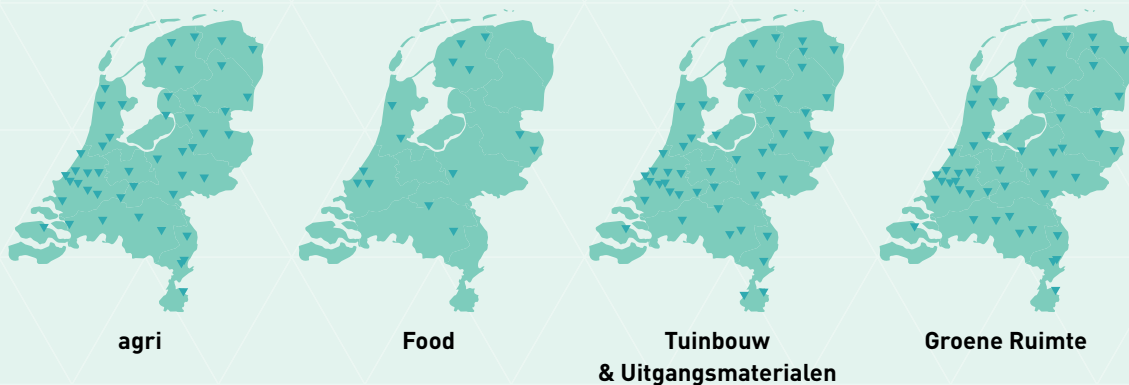 agri
Food
Tuinbouw
& Uitgangsmaterialen
Groene Ruimte